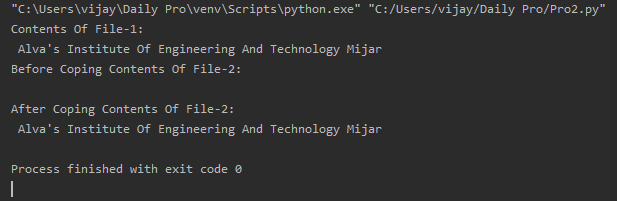 "C:\Users\vijay\Daily Pro\venv\Scripts\python.exe" "C:/Users/vijay/Daily Pro/Pro2.py"
Contents Of File-1:
Alva's Institute Of Engineering And Technology Mijar
Before Coping Contents Of File-2:
After Coping Contents Of File-2:
Alva's Institute Of Engineering And Technology Mijar
Process finished with exit code 0